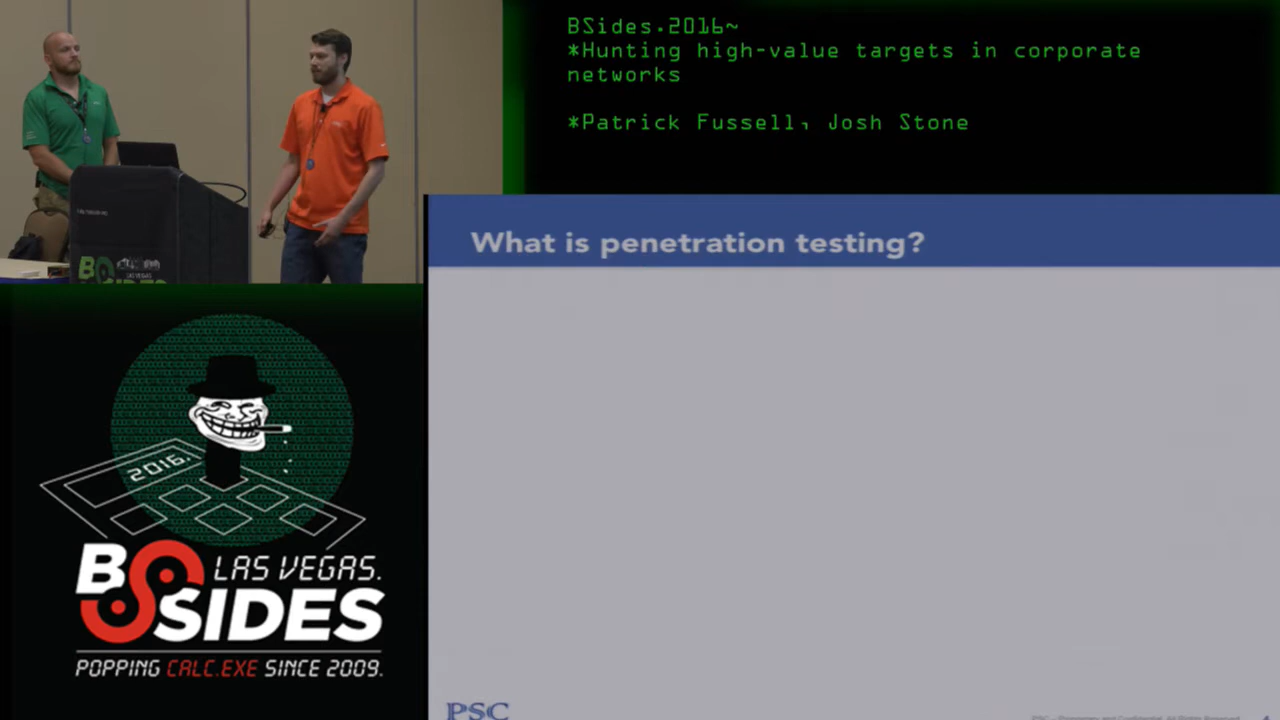 BSides.2016~
*Hunting high-value targets in corporate
networks
*Patrick Fussell, Josh Stone
What is penetration testing?
2016.
BSIDES
LAS VEGAS.
POPPING CALC.EXE SINCE 2009.
PSC